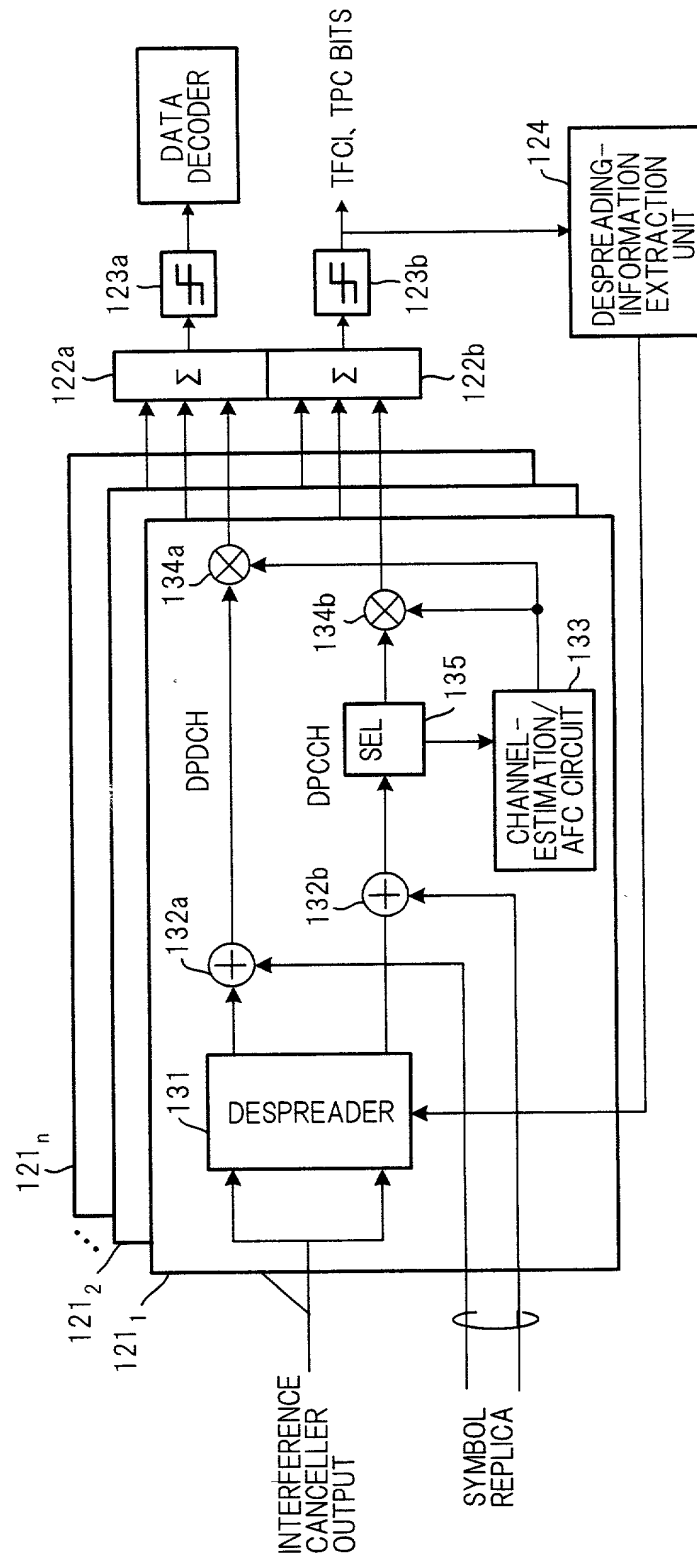 121n
121₂
121₁
INTERFERENCE
CANCELLER
OUTPUT
SYMBOL
REPLICA
131
DESPREADER
132a
132b
DPDCH
DPCCH
SEL
135
CHANNEL-
ESTIMATION/
AFC CIRCUIT
133
134a
134b
122a
Σ
Σ
122b
123a
123b
DATA
DECODER
TFCI、TPC BITS
124
DESPREADING-
INFORMATION
EXTRACTION
UNIT